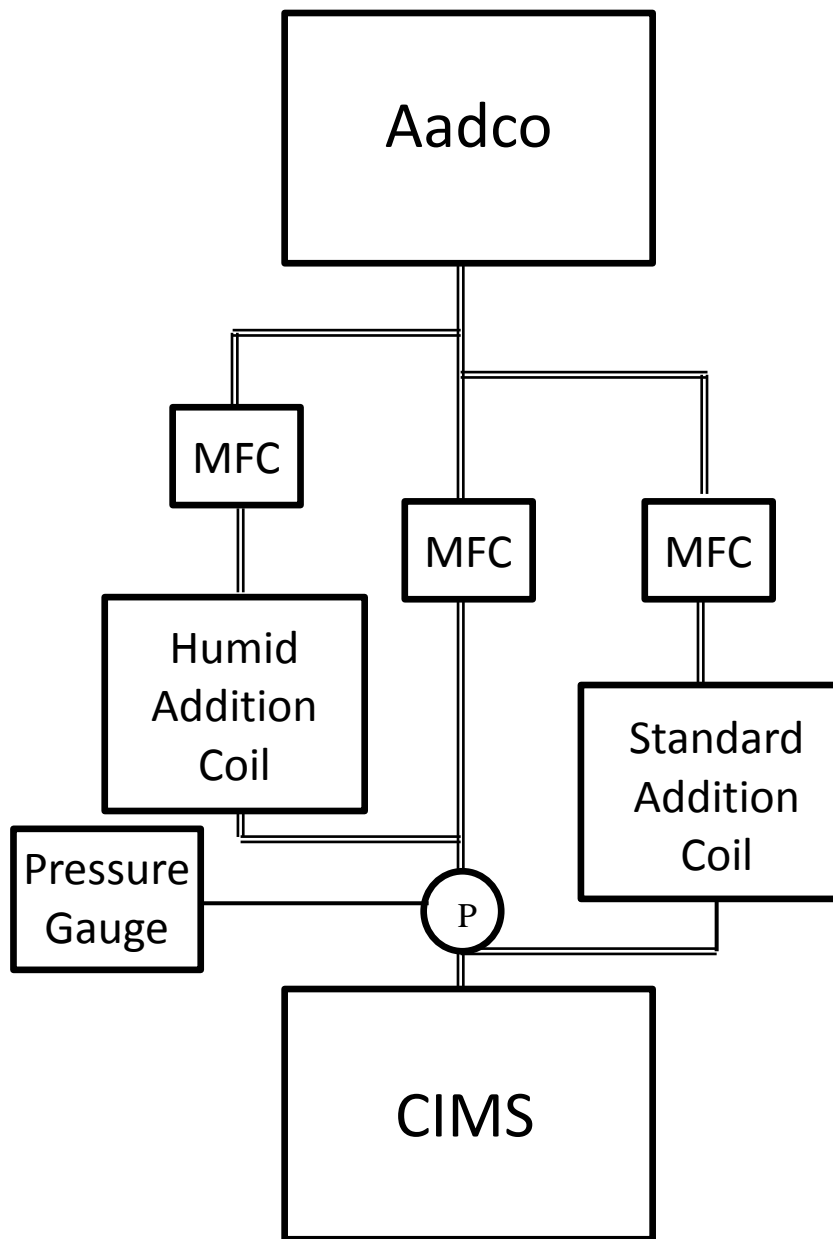 Aadco
MFC
MFC
MFC
Humid
Addition
Coil
Standard
Addition
Coil
Pressure
Gauge
P
CIMS